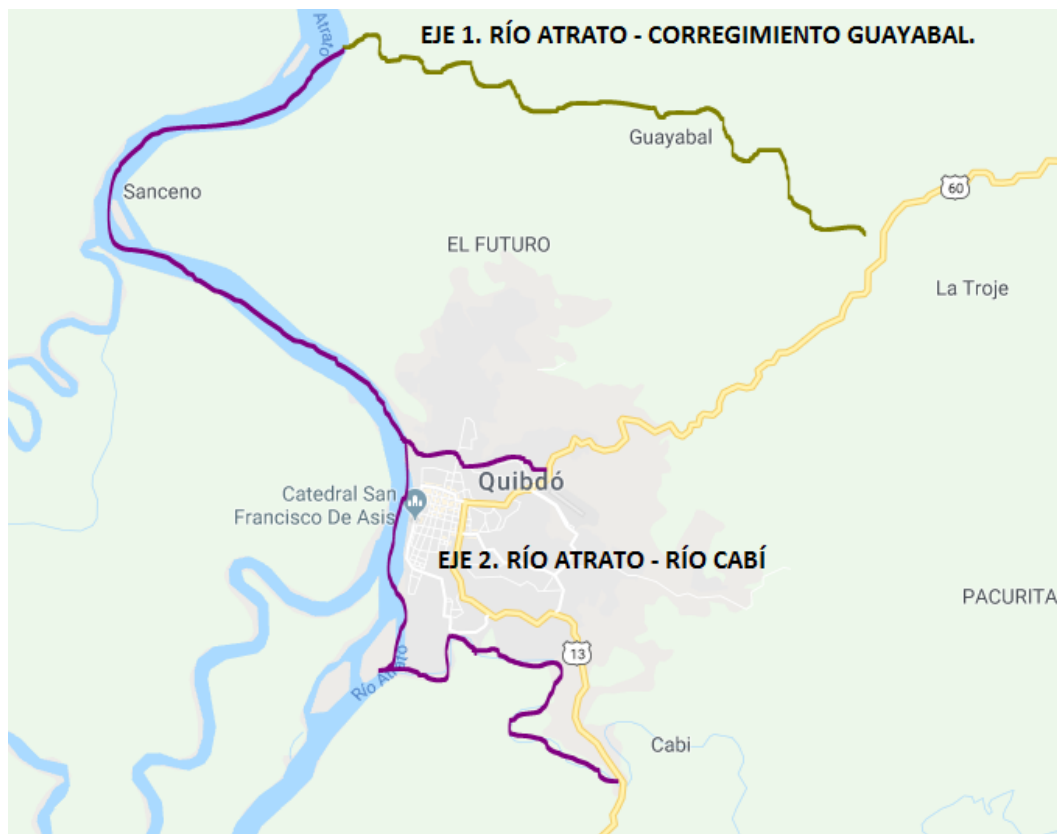 Atrato
EJE 1. RÍO ATRATO - CORREGIMIENTO GUAYABAL.
Guayabal
Sanceno
60
EL FUTURO
La Troje
Quibdó
Catedral San
Francisco De Asis
EJE 2. RÍO ATRATO - RÍO CABÍ
PACURITA
13
Río Atrato
Cabi